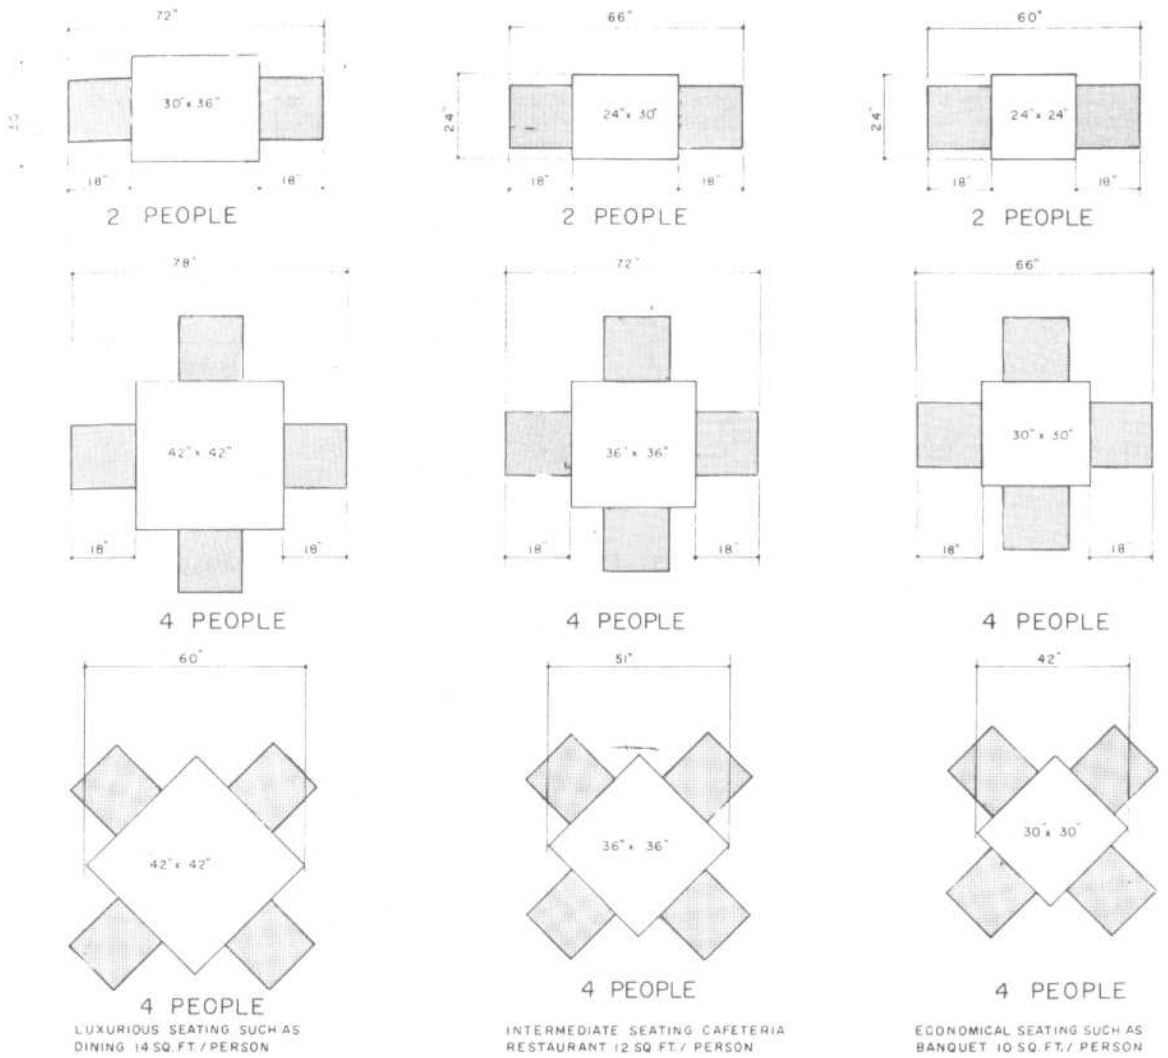 72"
66"
60"
30" x 36"
24" x 30"
24" x 24"
24"
24"
18"
18"
18"
18"
18"
18"
2 PEOPLE
2 PEOPLE
2 PEOPLE
78"
72"
66"
42" x 42"
36" x 36"
30" x 30"
18"
18"
18"
18"
18"
18"
4 PEOPLE
4 PEOPLE
4 PEOPLE
60"
51"
42"
42" x 42"
36" x 36"
30" x 30"
4 PEOPLE
4 PEOPLE
4 PEOPLE
LUXURIOUS SEATING SUCH AS
DINING 14 SQ. FT. / PERSON
INTERMEDIATE SEATING CAFETERIA
RESTAURANT 12 SQ FT. / PERSON
ECONOMICAL SEATING SUCH AS
BANQUET 10 SQ. FT. / PERSON